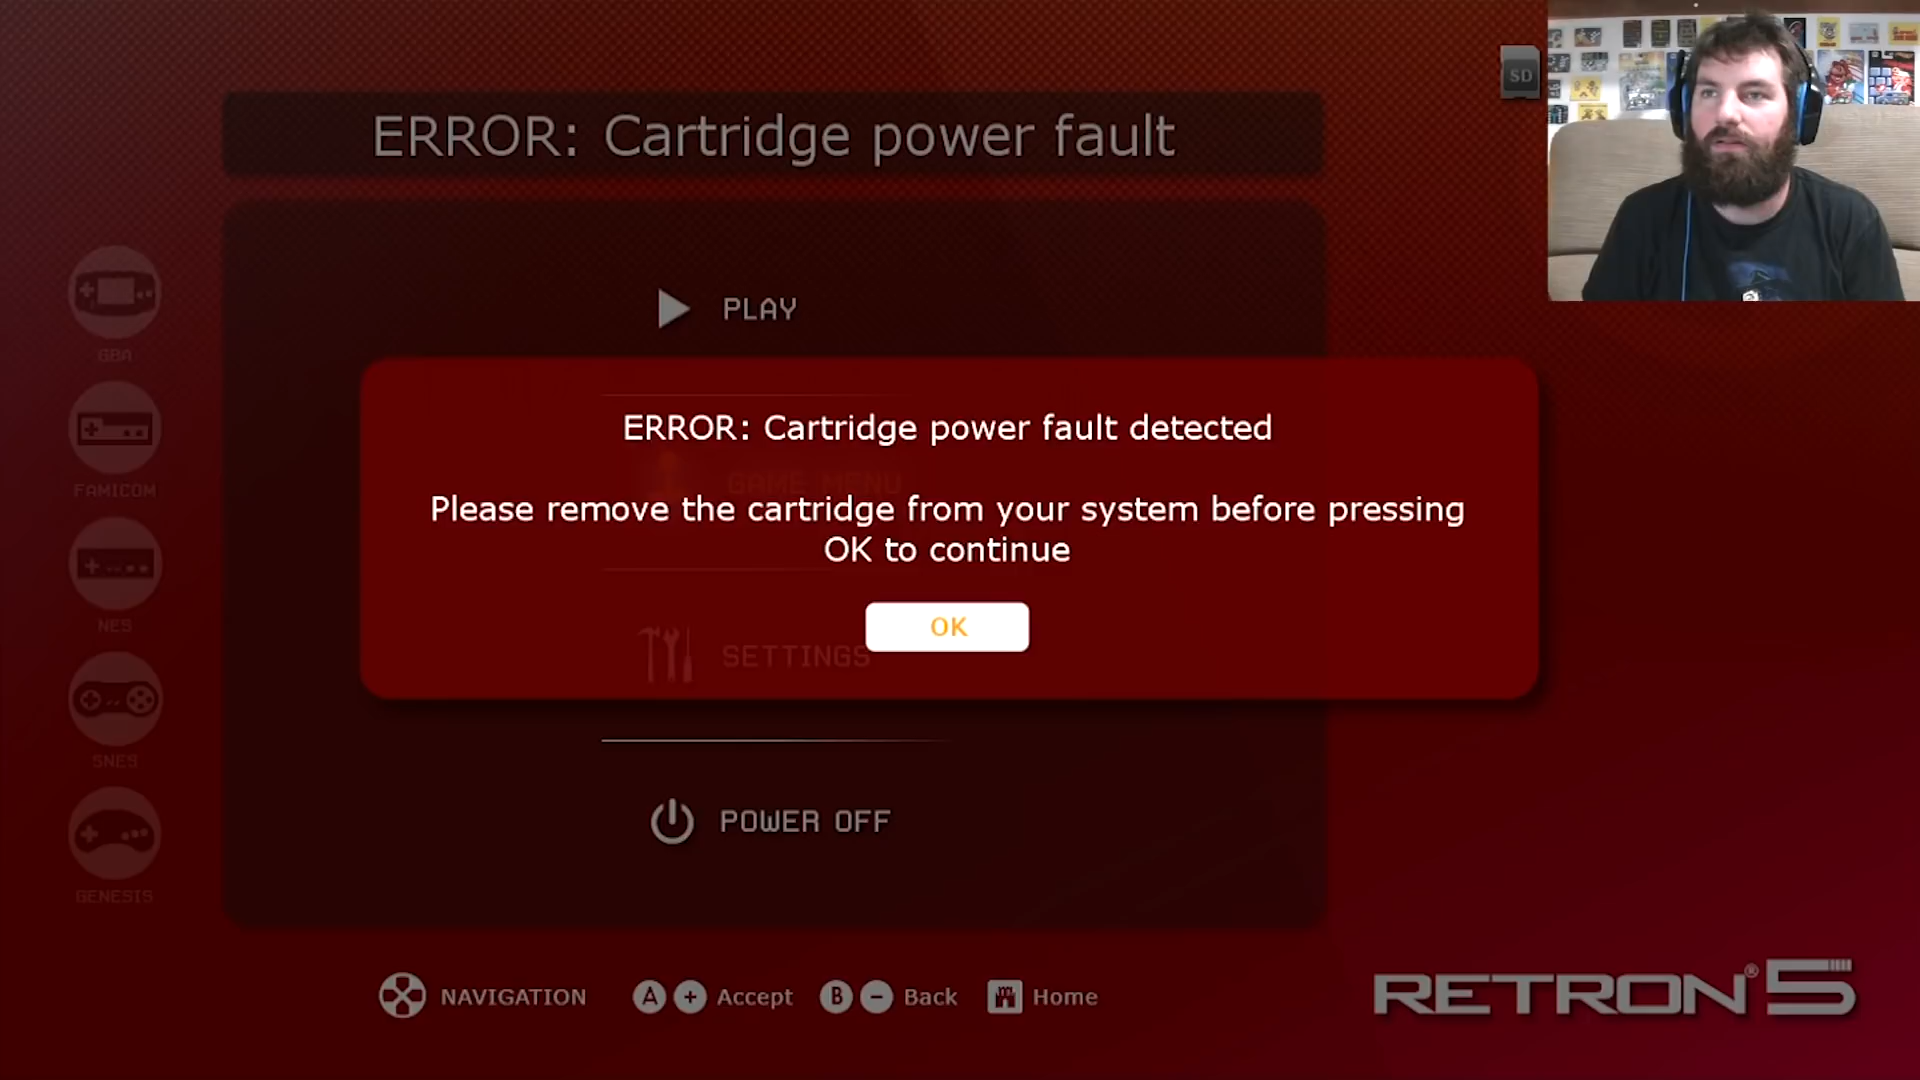 SD
ERROR: Cartridge power fault
PLAY
ERROR: Cartridge power fault detected
GAME MENU
Please remove the cartridge from your system before pressing
OK to continue
OK
SETTINGS
POWER OFF
GBA
FAMICOM
NES
SNES
GENESIS
NAVIGATION
A + Accept
B - Back
Home
RETRON® 5